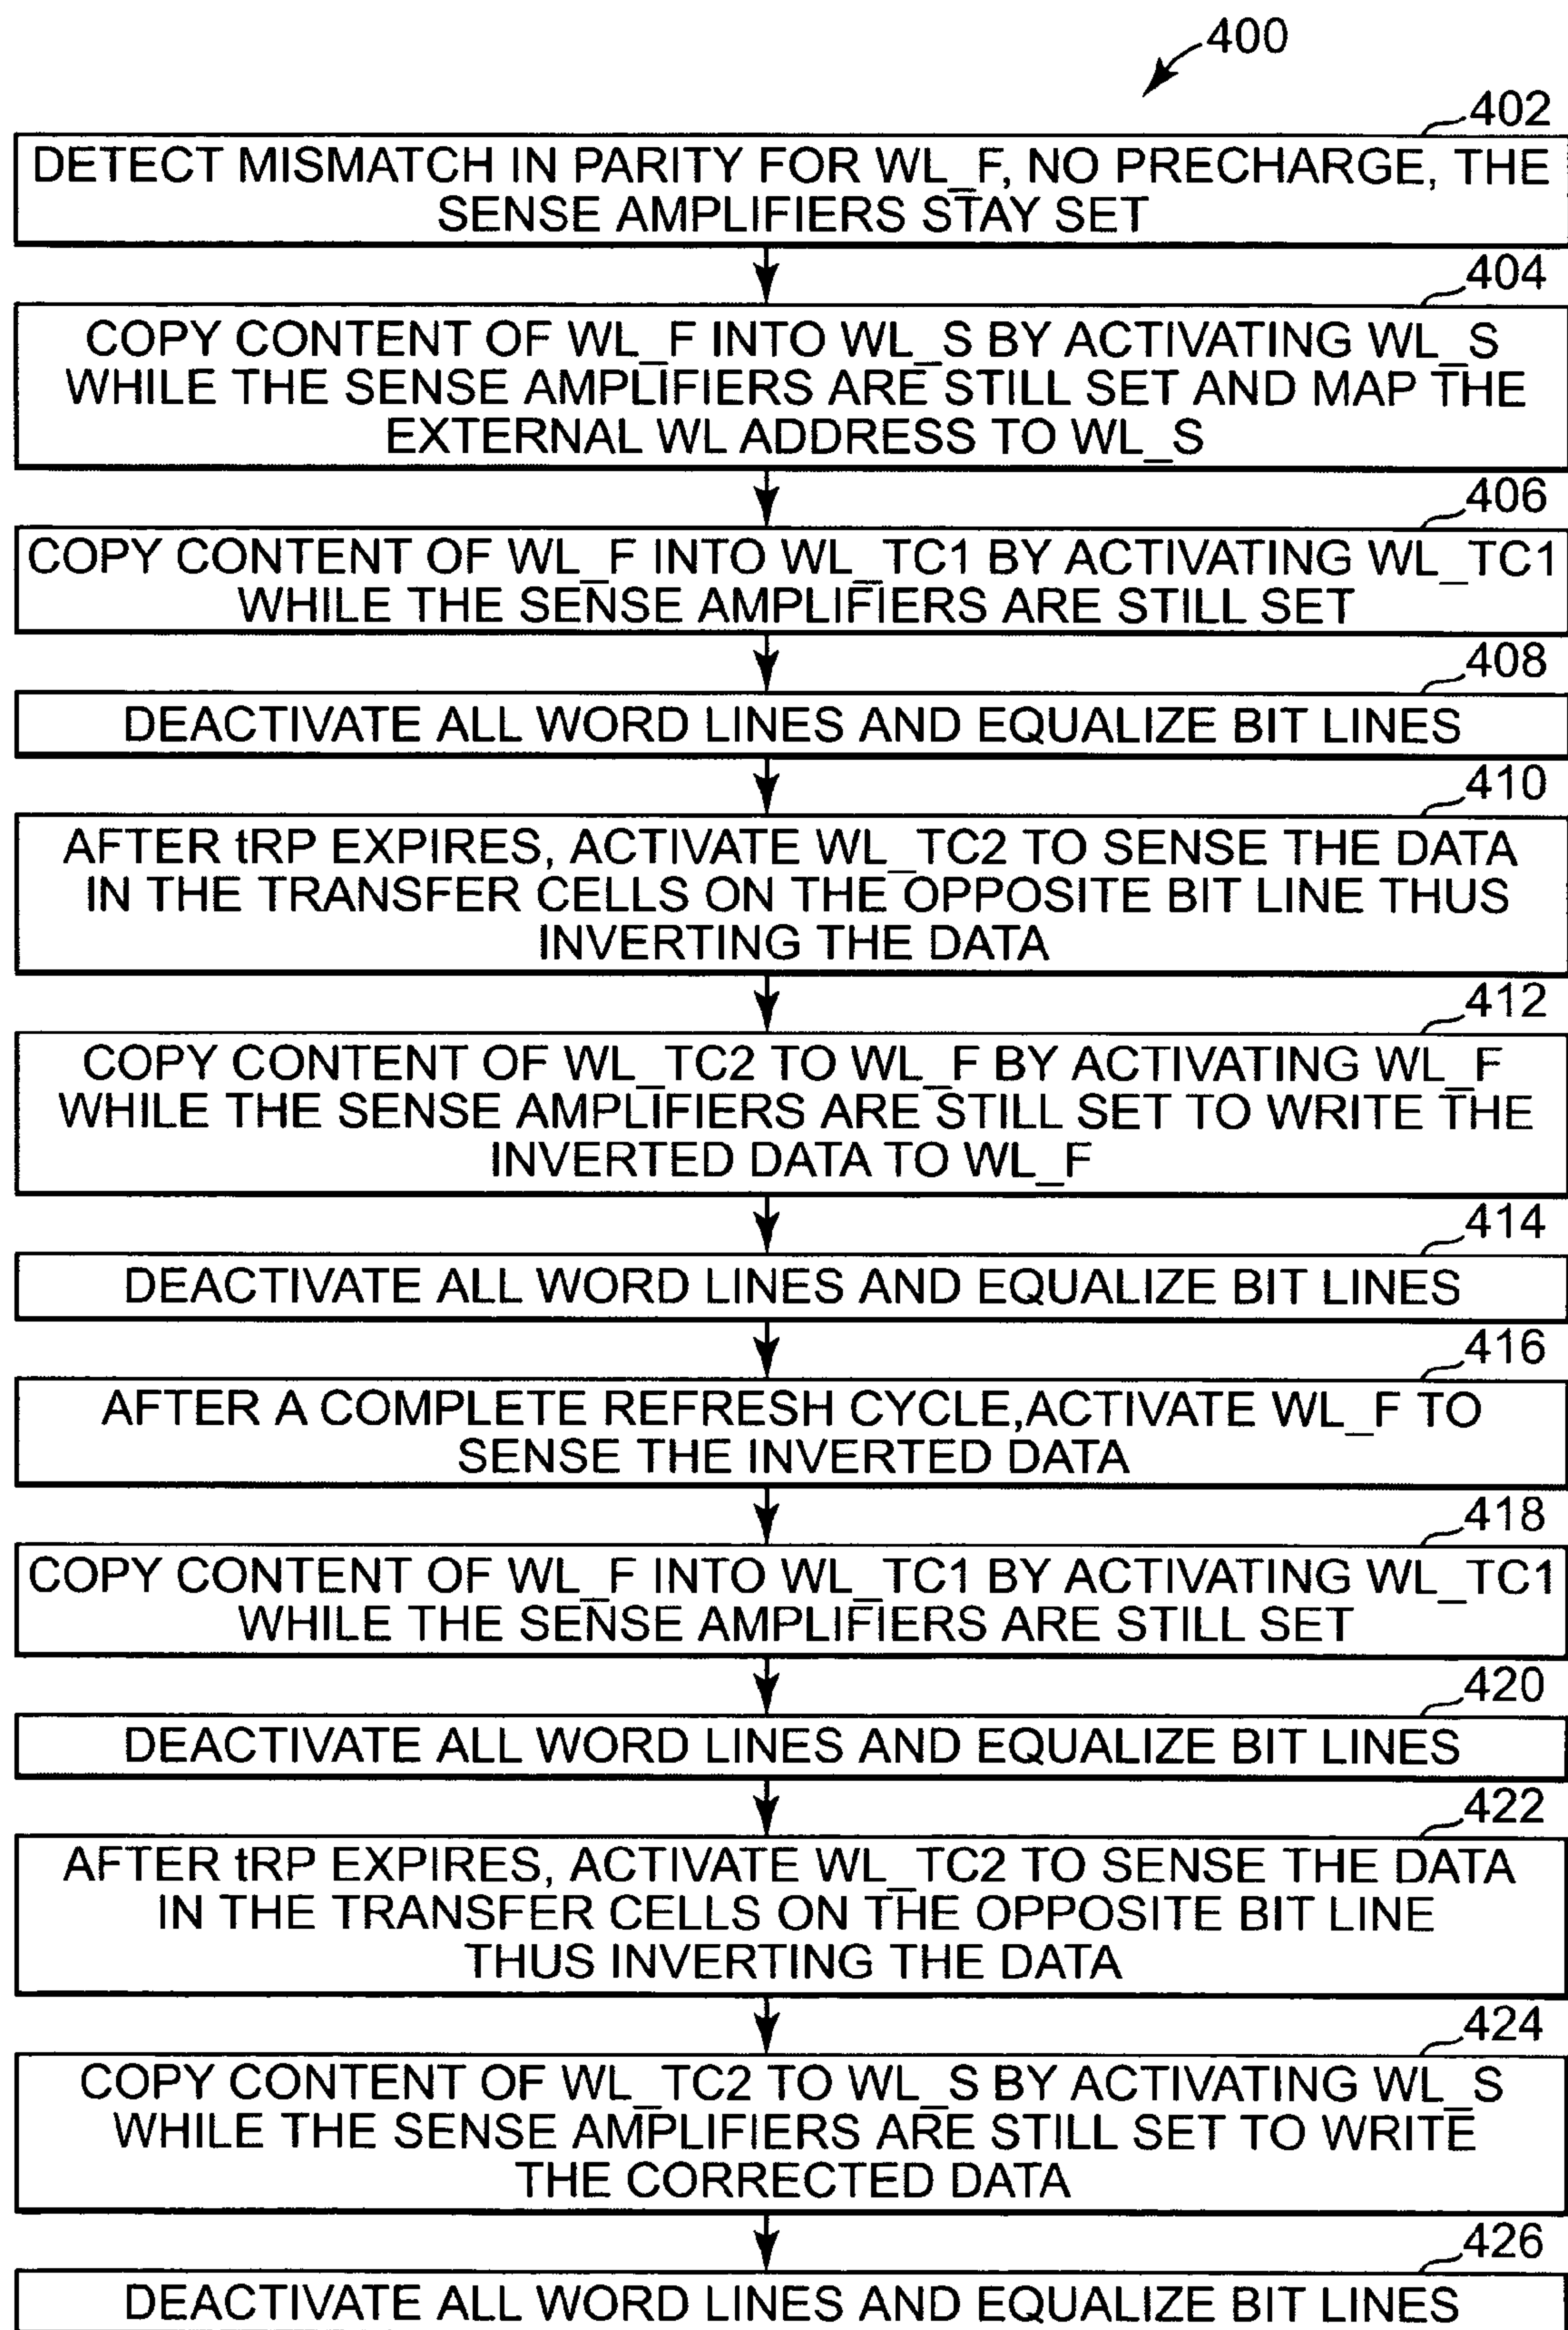 400
402
DETECT MISMATCH IN PARITY FOR WL_F, NO PRECHARGE, THE
SENSE AMPLIFIERS STAY SET
404
COPY CONTENT OF WL_F INTO WL_S BY ACTIVATING WL_S
WHILE THE SENSE AMPLIFIERS ARE STILL SET AND MAP THE
EXTERNAL WL ADDRESS TO WL_S
406
COPY CONTENT OF WL_F INTO WL_TC1 BY ACTIVATING WL_TC1
WHILE THE SENSE AMPLIFIERS ARE STILL SET
408
DEACTIVATE ALL WORD LINES AND EQUALIZE BIT LINES
410
AFTER tRP EXPIRES, ACTIVATE WL_TC2 TO SENSE THE DATA
IN THE TRANSFER CELLS ON THE OPPOSITE BIT LINE THUS
INVERTING THE DATA
412
COPY CONTENT OF WL_TC2 TO WL_F BY ACTIVATING WL_F
WHILE THE SENSE AMPLIFIERS ARE STILL SET TO WRITE THE
INVERTED DATA TO WL_F
414
DEACTIVATE ALL WORD LINES AND EQUALIZE BIT LINES
416
AFTER A COMPLETE REFRESH CYCLE,ACTIVATE WL_F TO
SENSE THE INVERTED DATA
418
COPY CONTENT OF WL_F INTO WL_TC1 BY ACTIVATING WL_TC1
WHILE THE SENSE AMPLIFIERS ARE STILL SET
420
DEACTIVATE ALL WORD LINES AND EQUALIZE BIT LINES
422
AFTER tRP EXPIRES, ACTIVATE WL_TC2 TO SENSE THE DATA
IN THE TRANSFER CELLS ON THE OPPOSITE BIT LINE
THUS INVERTING THE DATA
424
COPY CONTENT OF WL_TC2 TO WL_S BY ACTIVATING WL_S
WHILE THE SENSE AMPLIFIERS ARE STILL SET TO WRITE
THE CORRECTED DATA
426
DEACTIVATE ALL WORD LINES AND EQUALIZE BIT LINES